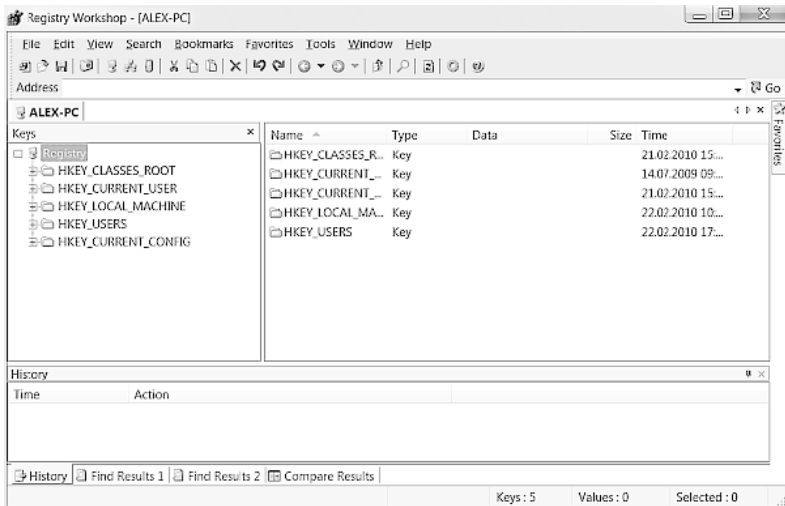 Registry Workshop - [ALEX-PC]
File Edit View Search Bookmarks Favorites Tools Window Help
Address
Go
ALEX-PC
Favorites
Keys
Name Type Data Size Time
Registry
HKEY_CLASSES_ROOT
HKEY_CURRENT_USER
HKEY_LOCAL_MACHINE
HKEY_USERS
HKEY_CURRENT_CONFIG
HKEY_CLASSES_R... Key 21.02.2010 15:...
HKEY_CURRENT_... Key 14.07.2009 09:...
HKEY_CURRENT_... Key 21.02.2010 15:...
HKEY_LOCAL_MA... Key 22.02.2010 10:...
HKEY_USERS Key 22.02.2010 17:...
History
Time Action
History Find Results 1 Find Results 2 Compare Results
Keys : 5 Values : 0 Selected : 0